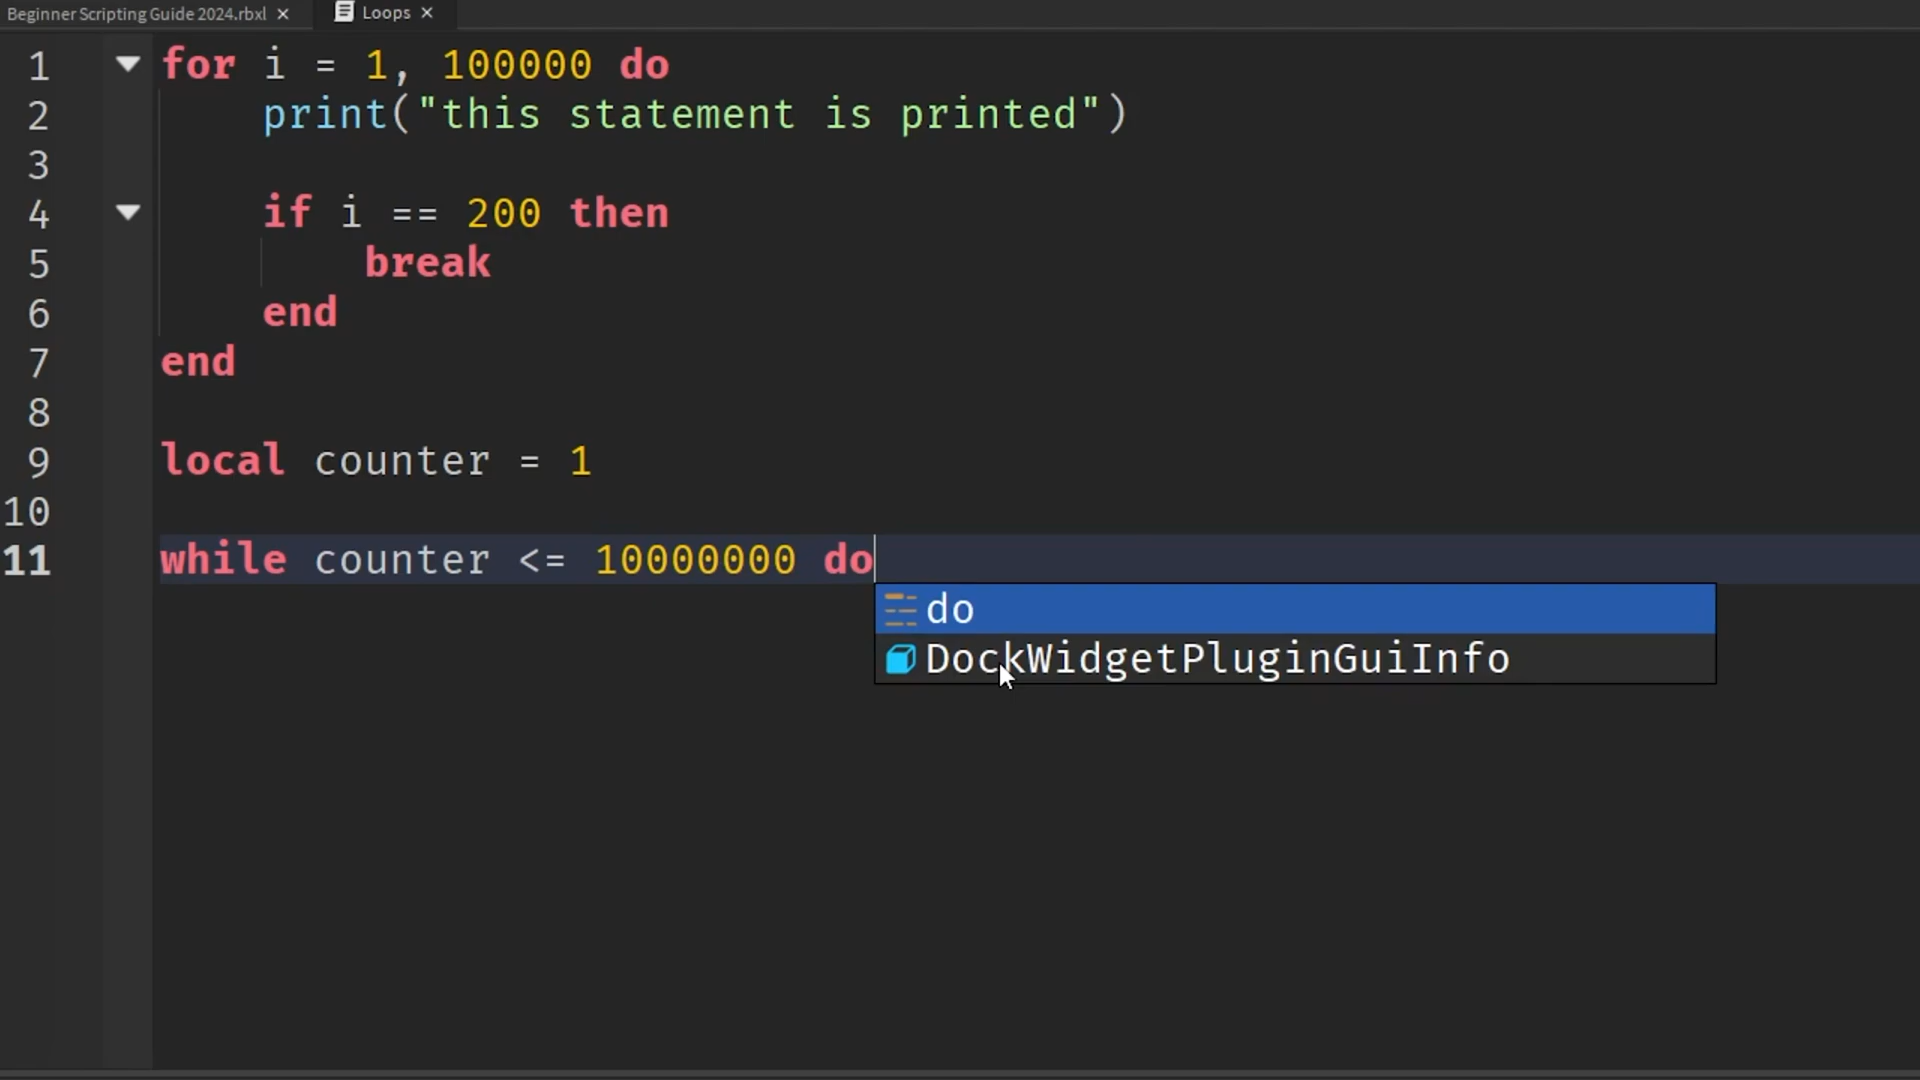 Beginner Scripting Guide 2024.rbxl × Loops ×
1 for i = 1, 100000 do
2 print("this statement is printed")
3
4 if i == 200 then
5 break
6 end
7 end
8
9 local counter = 1
10
11 while counter <= 10000000 do
do
DockWidgetPluginGuiInfo